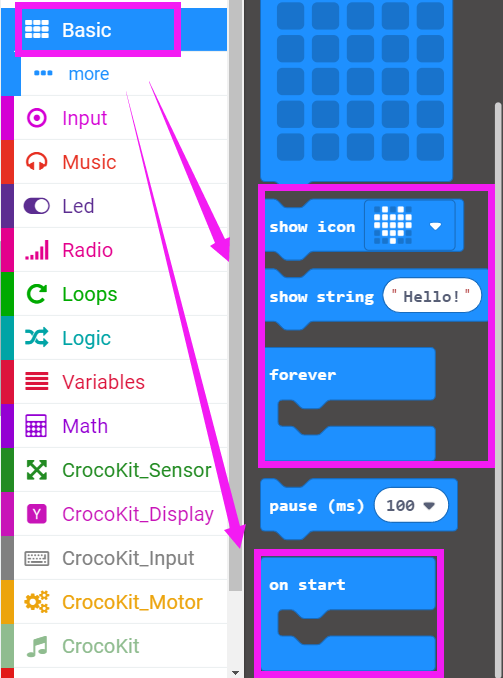 Basic
more
Input
Music
Led
Radio
Loops
Logic
Variables
Math
CrocoKit_Sensor
Y CrocoKit_Display
CrocoKit_Input
CrocoKit_Motor
CrocoKit
show icon
show string "Hello!"
forever
pause (ms) 100
on start